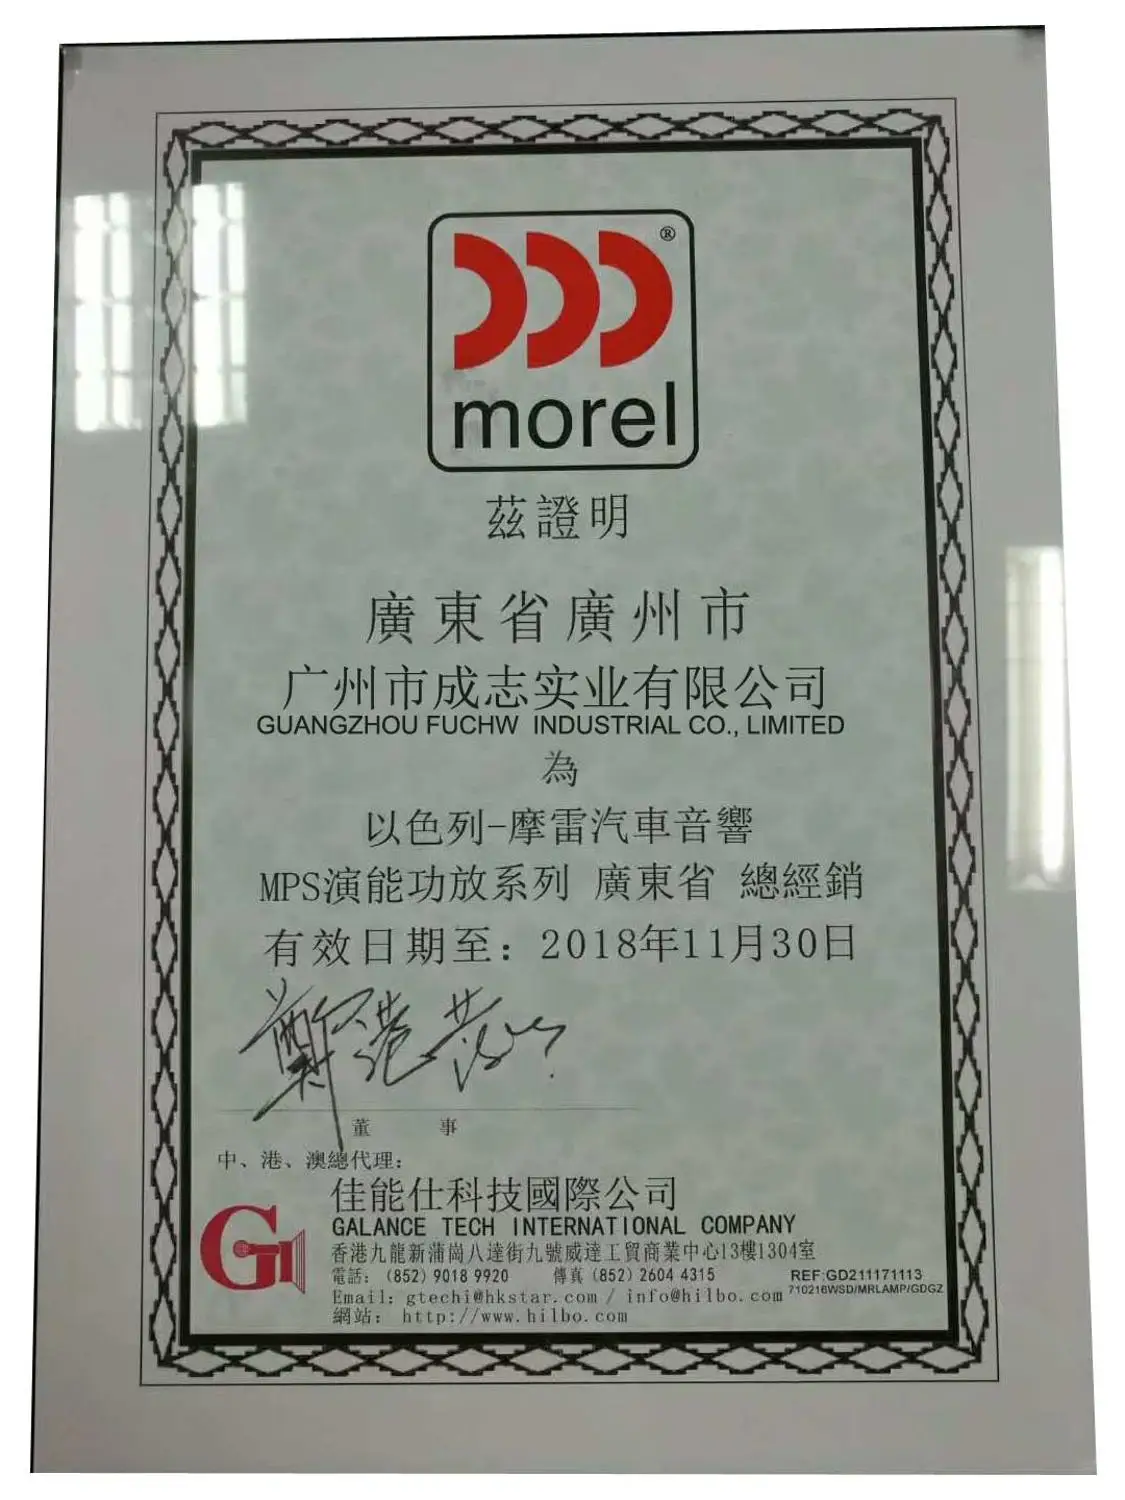 ®
morel
茲證明
廣東省廣州市
广州市成志实业有限公司
GUANGZHOU FUCHW INDUSTRIAL CO., LIMITED
為
以色列-摩雷汽車音響
MPS演能功放系列 廣東省 總經銷
有效日期至：2018年11月30日
董 事
中、港、澳總代理：
佳能仕科技國際公司
GALANCE TECH INTERNATIONAL COMPANY
香港九龍新蒲崗八達街九號威達工貿商業中心13樓1304室
電話：(852) 9018 9920 傳真 (852) 2604 4315
REF:GD211171113
Email: gtechi@hkstar.com / info@hilbo.com
710216WSD/MRLAMP/GDGZ
網站： http://www.hilbo.com